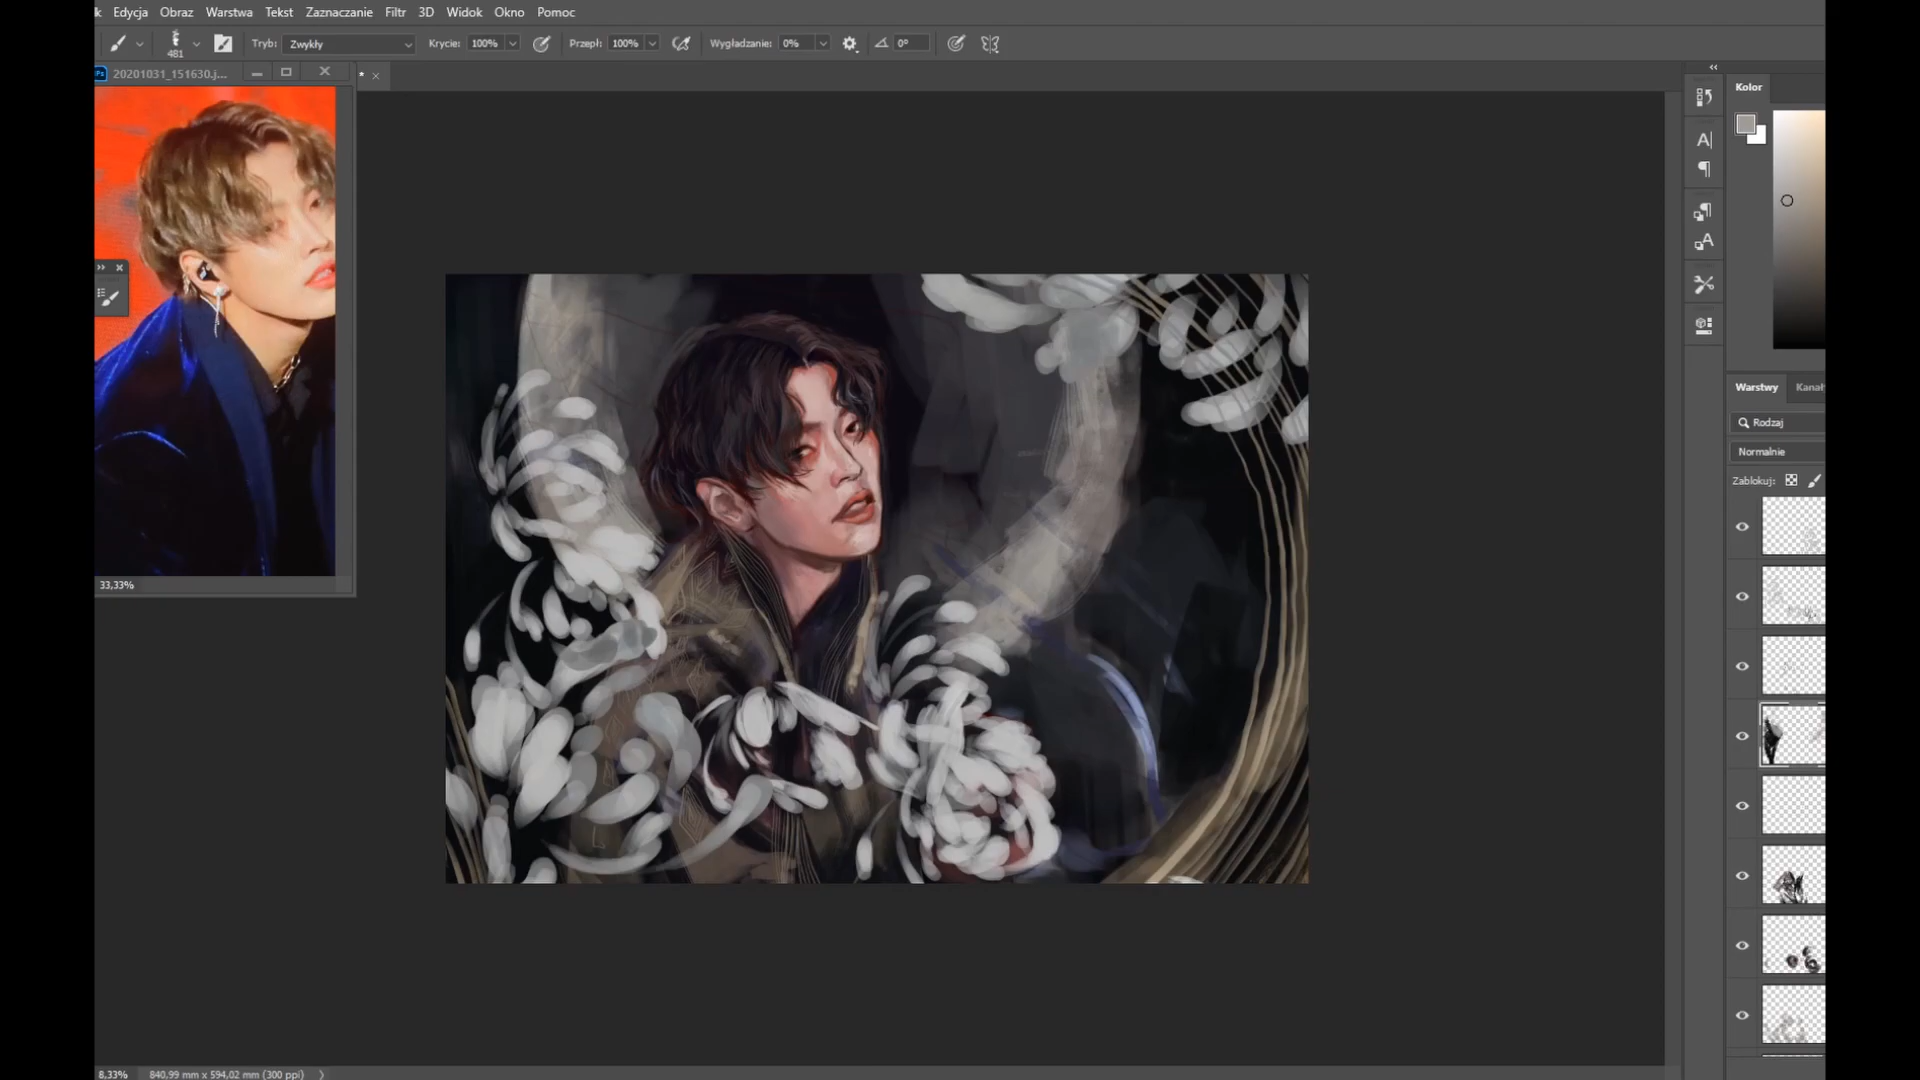 k Edycja Obraz Warstwa Tekst Zaznaczanie Filtr 3D Widok Okno Pomoc
481 Tryb: Zwykły Krycie: 100% Przepł: 100% Wygładzanie: 0% 0°
Ps 20201031_151630.j... *
Kolor
33,33%
Warstwy Kanał
Rodzaj
Normalnie
Zablokuj:
8,33% 840,99 mm x 594,02 mm (300 ppi)